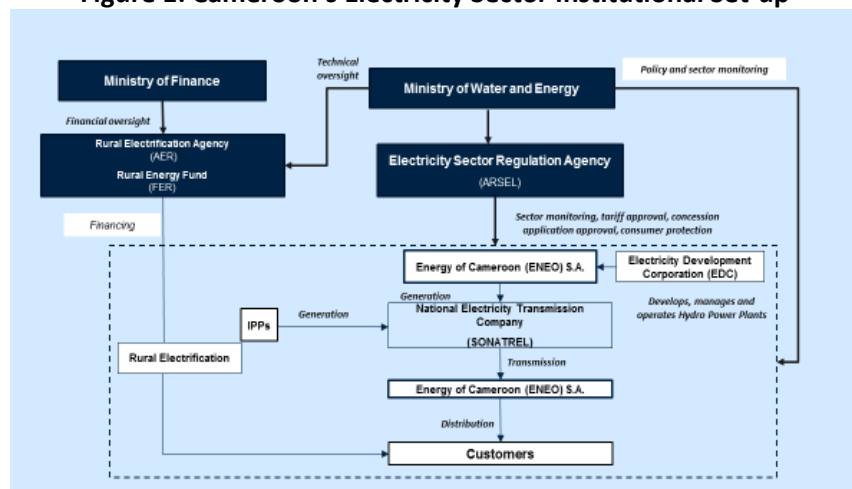 Figure 1: Cameroon's Electricity Sector Institutional Set-up
Technical
oversight
Policy and sector monitoring
Ministry of Finance
Ministry of Water and Energy
Financial oversight
Rural Electrification Agency
(AER)
Rural Energy Fund
(FER)
Electricity Sector Regulation Agency
(ARSEL)
Financing
Sector monitoring, tariff approval, concession
application approval, consumer protection
Energy of Cameroon (ENEO) S.A.
Electricity Development
Corporation (EDC)
Generation
Develops, manages and
operates Hydro Power Plants
IPPs
Generation
National Electricity Transmission
Company
(SONATREL)
Rural Electrification
Transmission
Energy of Cameroon (ENEO) S.A.
Distribution
Customers